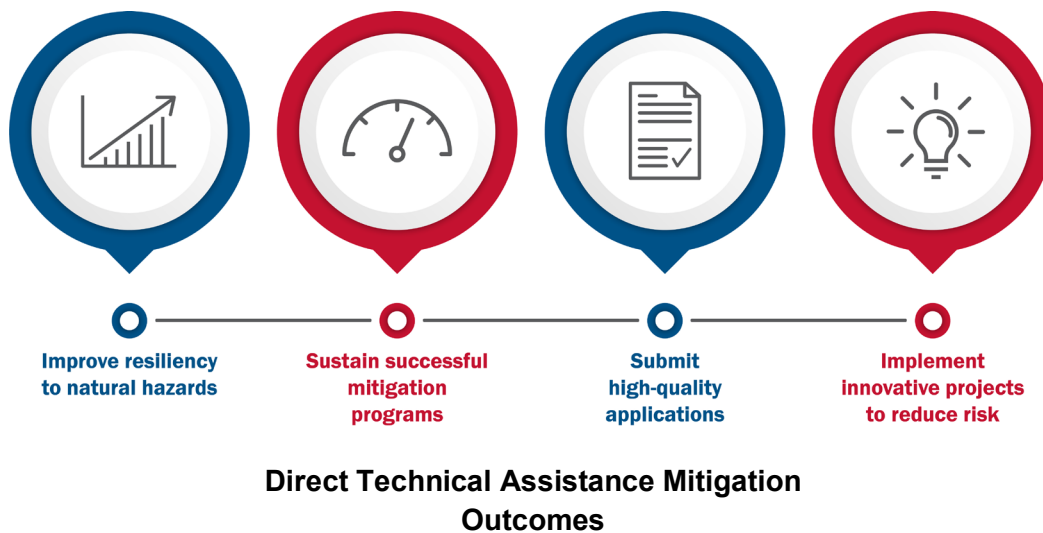 Improve resiliency
to natural hazards
Sustain successful
mitigation
programs
Submit
high-quality
applications
Implement
innovative projects
to reduce risk
Direct Technical Assistance Mitigation
Outcomes